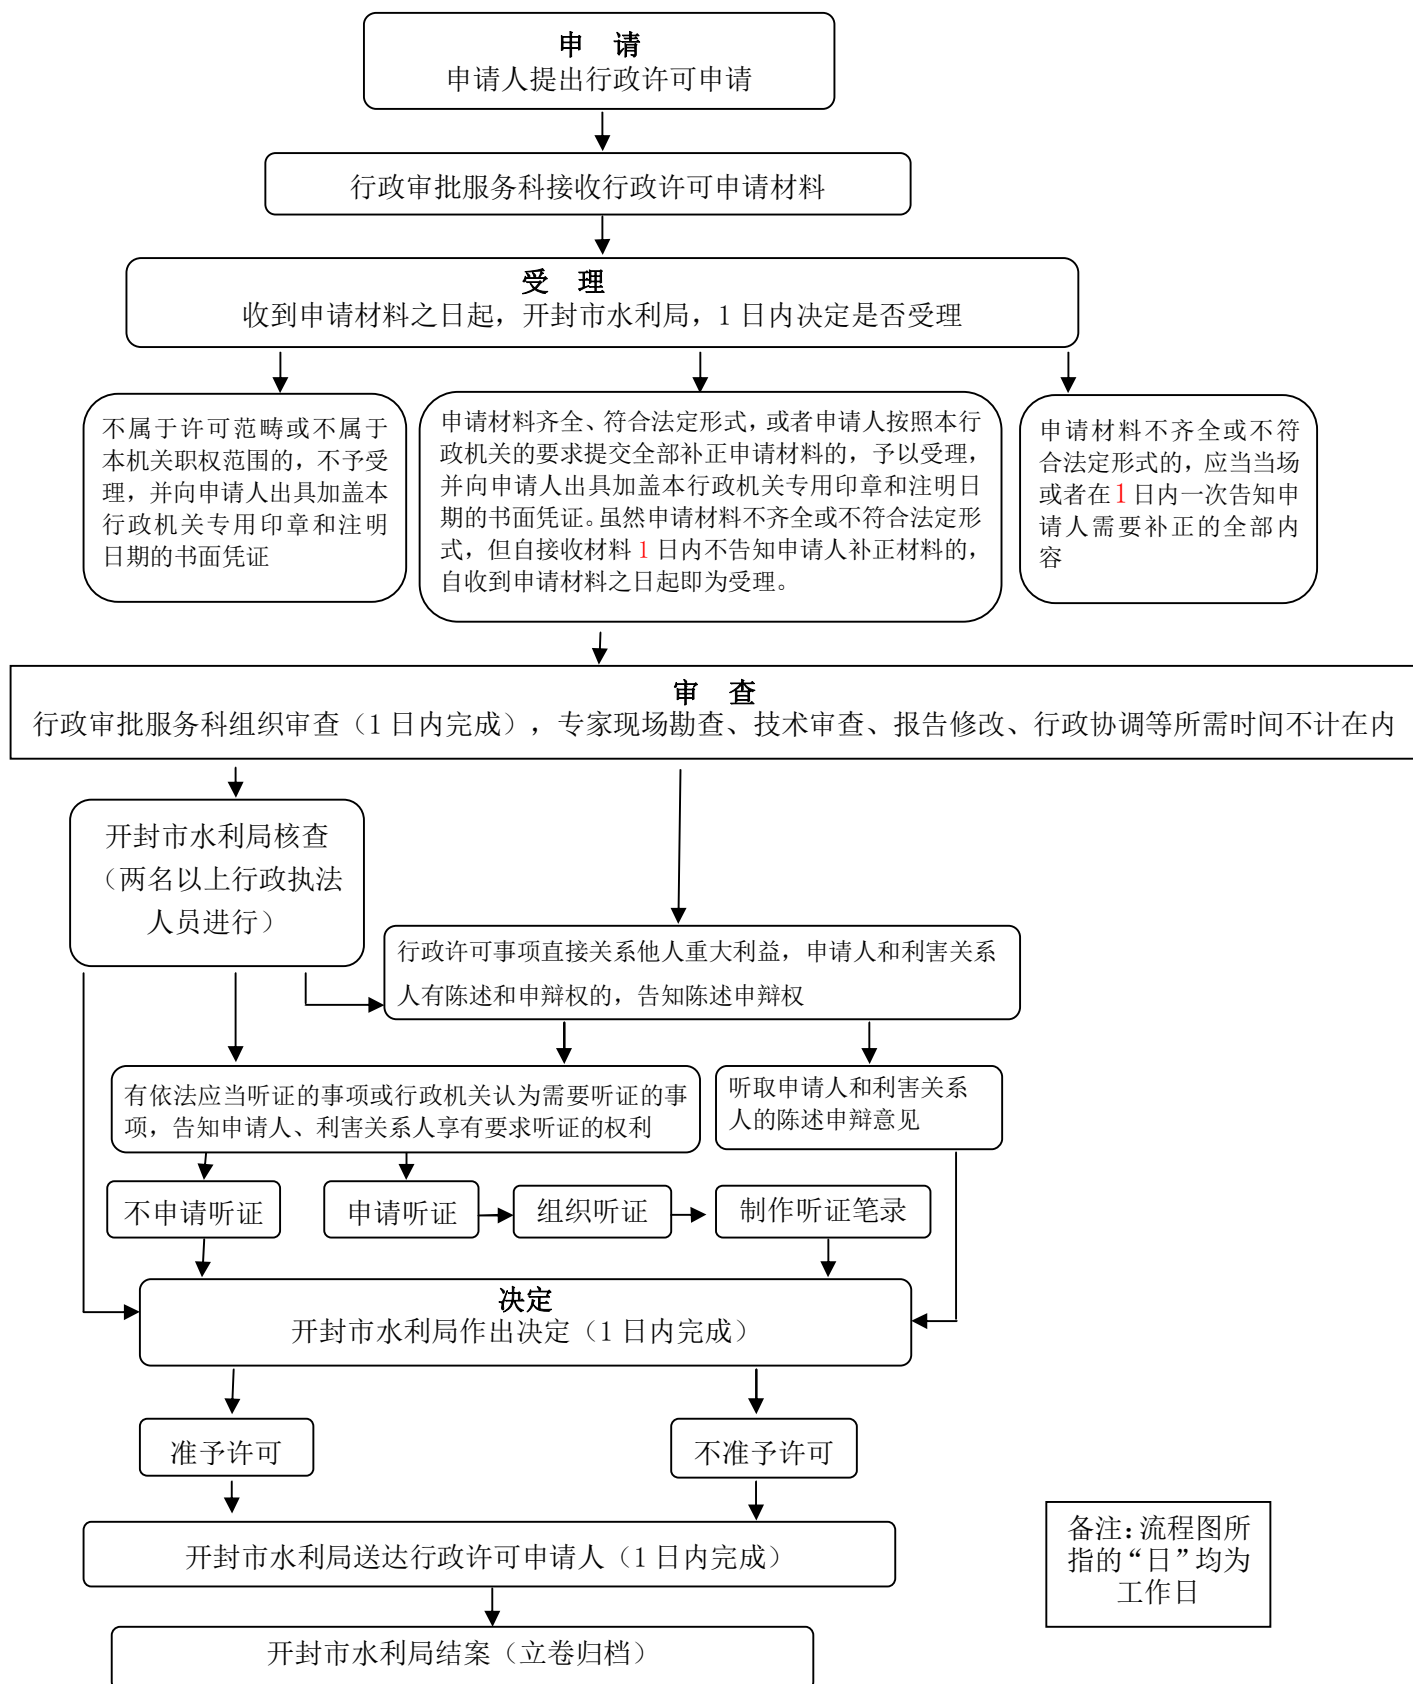 申 请
申请人提出行政许可申请
行政审批服务科接收行政许可申请材料
受 理
收到申请材料之日起，开封市水利局，1 日内决定是否受理
不属于许可范畴或不属于
本机关职权范围的，不予受
理，并向申请人出具加盖本
行政机关专用印章和注明
日期的书面凭证
申请材料齐全、符合法定形式，或者申请人按照本行
政机关的要求提交全部补正申请材料的，予以受理，
并向申请人出具加盖本行政机关专用印章和注明日
期的书面凭证。虽然申请材料不齐全或不符合法定形
式，但自接收材料 1 日内不告知申请人补正材料的，
自收到申请材料之日起即为受理。
申请材料不齐全或不符
合法定形式的，应当当场
或者在 1 日内一次告知申
请人需要补正的全部内
容
审 查
行政审批服务科组织审查（1 日内完成），专家现场勘查、技术审查、报告修改、行政协调等所需时间不计在内
开封市水利局核查
（两名以上行政执法
人员进行）
行政许可事项直接关系他人重大利益，申请人和利害关系
人有陈述和申辩权的，告知陈述申辩权
有依法应当听证的事项或行政机关认为需要听证的事
项，告知申请人、利害关系人享有要求听证的权利
听取申请人和利害关系
人的陈述申辩意见
不申请听证
申请听证
组织听证
制作听证笔录
决定
开封市水利局作出决定（1 日内完成）
准予许可
不准予许可
开封市水利局送达行政许可申请人（1 日内完成）
备注：流程图所
指的“日”均为
工作日
开封市水利局结案（立卷归档）